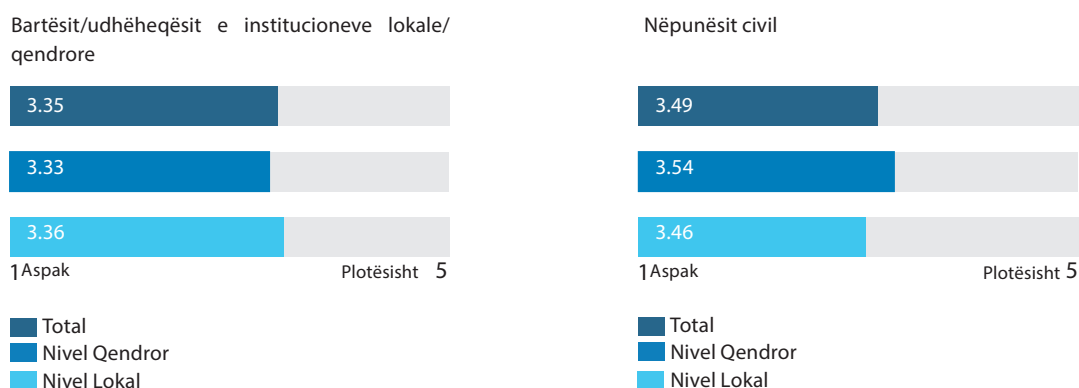 Bartësit/udhëheqësit e institucioneve lokale/
qendrore
3.35
3.33
3.36
1 Aspak Plotësisht 5
Total
Nivel Qendror
Nivel Lokal
Nëpunësit civil
3.49
3.54
3.46
1 Aspak Plotësisht 5
Total
Nivel Qendror
Nivel Lokal